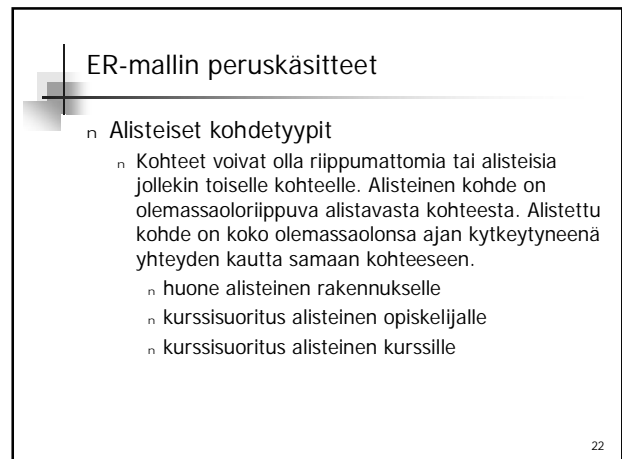 ER-mallin peruskäsitteet
n Alisteiset kohdetyypit
n Kohteet voivat olla riippumattomia tai alisteisia
jollekin toiselle kohteelle. Alisteinen kohde on
olemassaoloriippuva alistavasta kohteesta. Alistettu
kohde on koko olemassaolonsa ajan kytkeytyneenä
yhteyden kautta samaan kohteeseen.
n huone alisteinen rakennukselle
n kurssisuoritus alisteinen opiskelijalle
n kurssisuoritus alisteinen kurssille
22